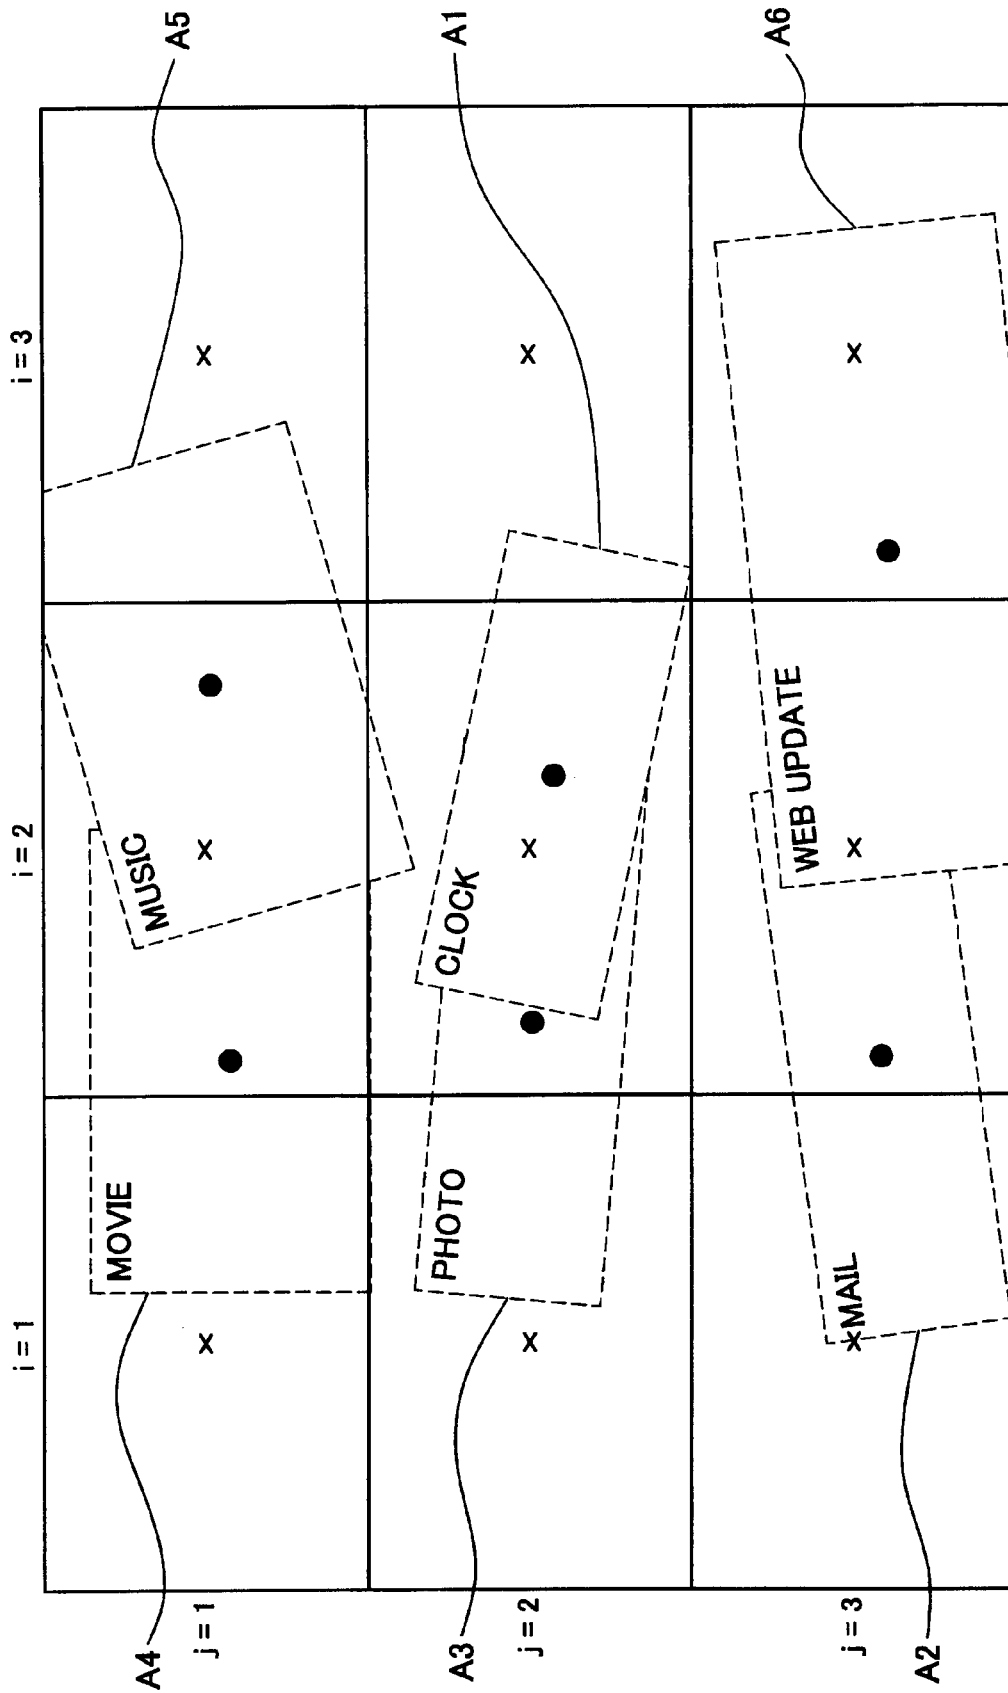 i = 1
i = 2
i = 3
j = 1
j = 2
j = 3
A4
A3
A2
A5
A1
A6
MOVIE
MUSIC
PHOTO
CLOCK
MAIL
WEB UPDATE